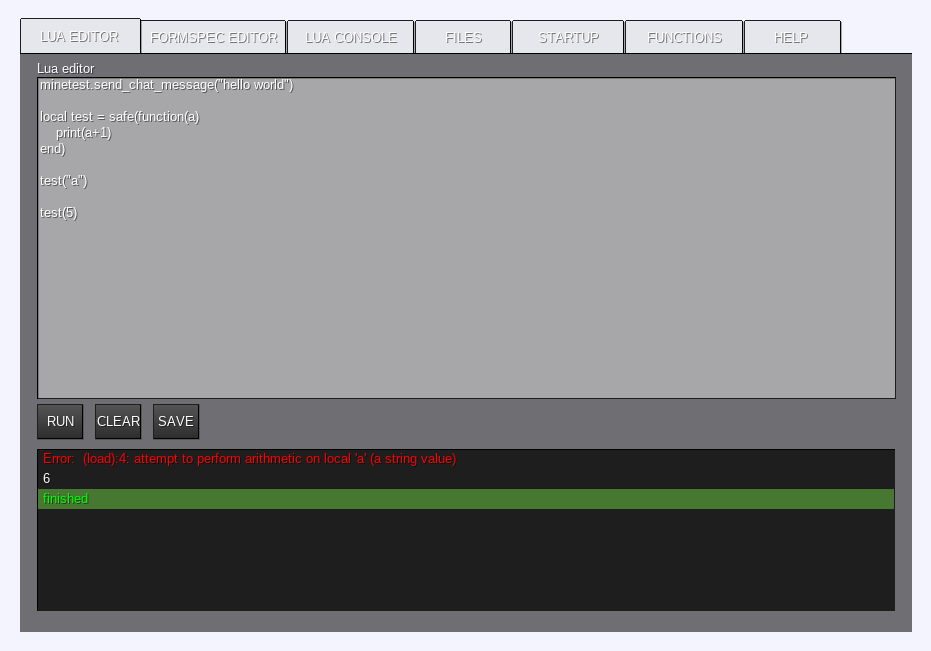 LUA EDITOR FORMSPEC EDITOR LUA CONSOLE FILES STARTUP FUNCTIONS HELP
Lua editor
minetest.send_chat_message("hello world")
local test = safe(function(a)
    print(a+1)
end)
test("a")
test(5)
RUN CLEAR SAVE
Error:  (load):4: attempt to perform arithmetic on local 'a' (a string value)
6
finished